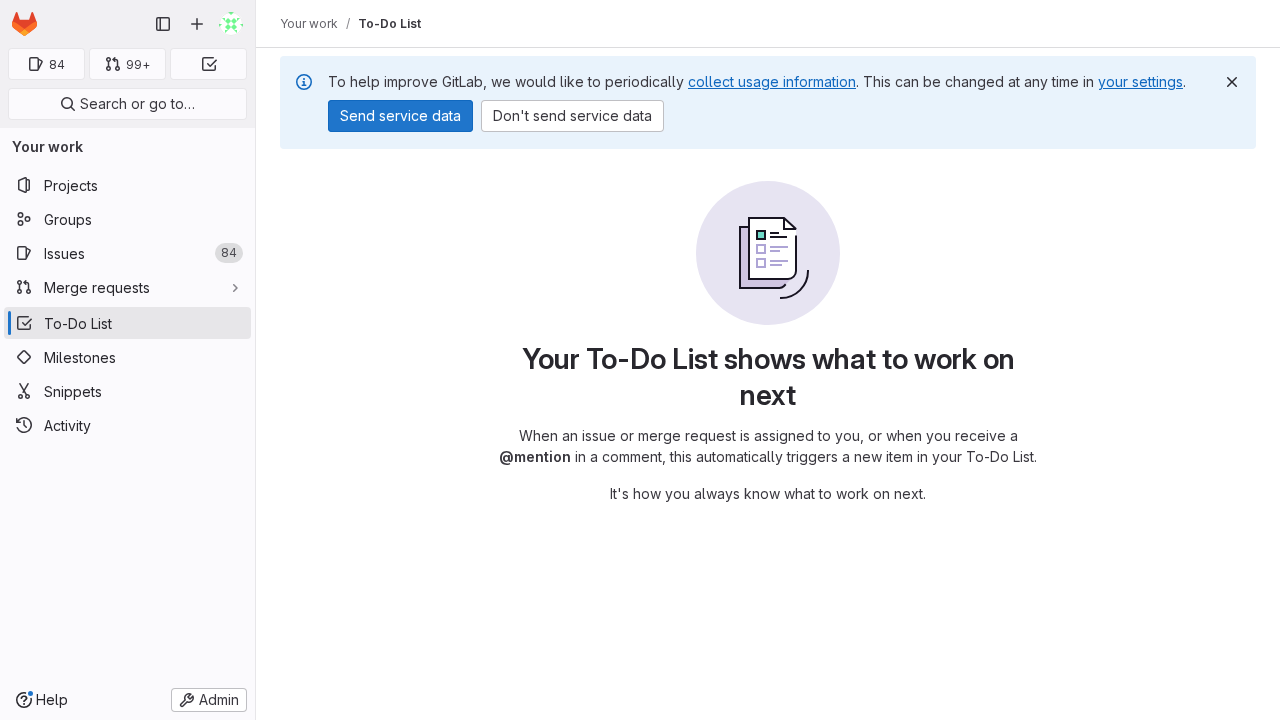 84
99+
Search or go to…
Your work
Projects
Groups
Issues 84
Merge requests
To-Do List
Milestones
Snippets
Activity
Help
Admin
Your work / To-Do List
To help improve GitLab, we would like to periodically collect usage information. This can be changed at any time in your settings.
Send service data
Don't send service data
Your To-Do List shows what to work on
next
When an issue or merge request is assigned to you, or when you receive a
@mention in a comment, this automatically triggers a new item in your To-Do List.
It's how you always know what to work on next.